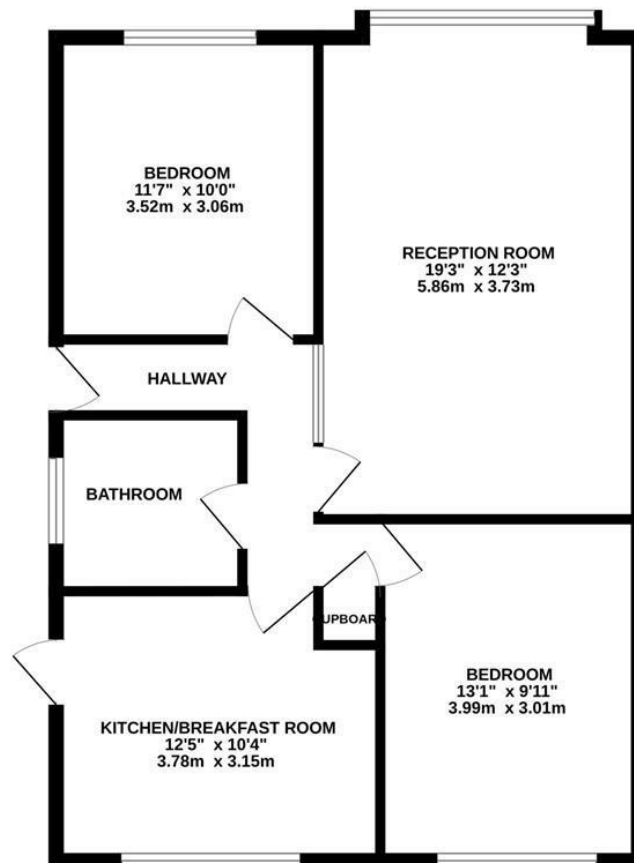 BEDROOM
11'7" x 10'0"
3.52m x 3.06m
RECEPTION ROOM
19'3" x 12'3"
5.86m x 3.73m
HALLWAY
BATHROOM
CUPBOARD
BEDROOM
13'1" x 9'11"
3.99m x 3.01m
KITCHEN/BREAKFAST ROOM
12'5" x 10'4"
3.78m x 3.15m